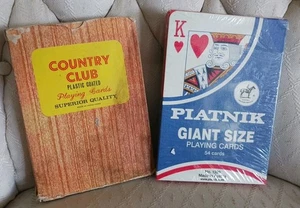 COUNTRY
CLUB
PLASTIC COATED
Playing Cards
SUPERIOR QUALITY
K
PIATNIK
GIANT SIZE
PLAYING CARDS
54 cards